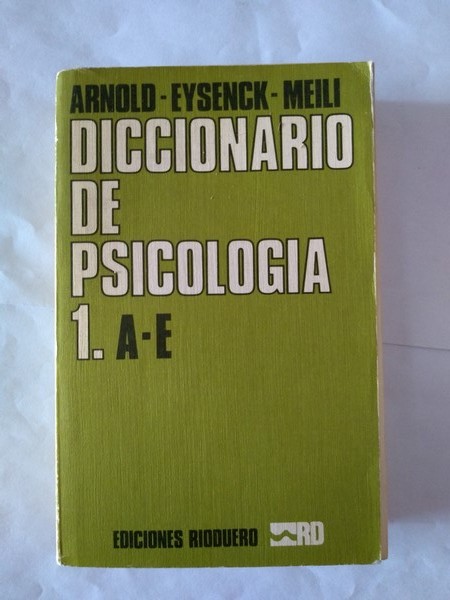 ARNOLD-EYSENCK-MEILI
DICCIONARIO
DE
PSICOLOGIA
1. A-E
EDICIONES RIODUERO RD